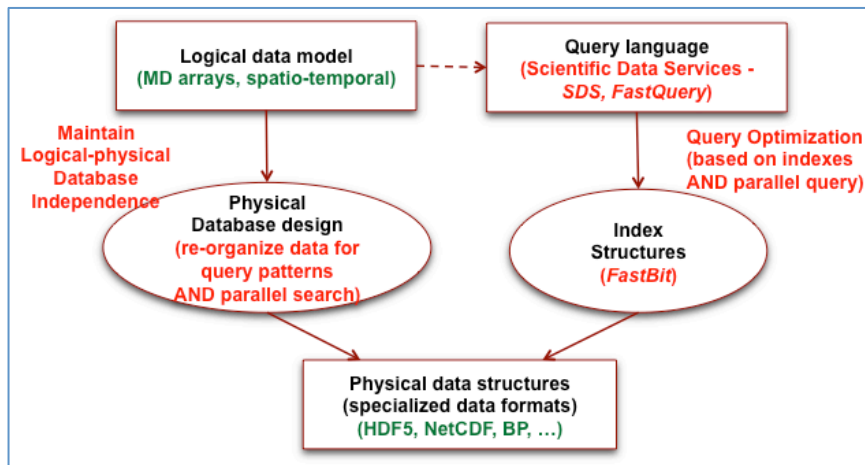 Logical data model
(MD arrays, spatio-temporal)
Query language
(Scientific Data Services -
SDS, FastQuery)
Maintain
Logical-physical
Database
Independence
Query Optimization
(based on indexes
AND parallel query)
Physical
Database design
(re-organize data for
query patterns
AND parallel search)
Index
Structures
(FastBit)
Physical data structures
(specialized data formats)
(HDF5, NetCDF, BP, ...)